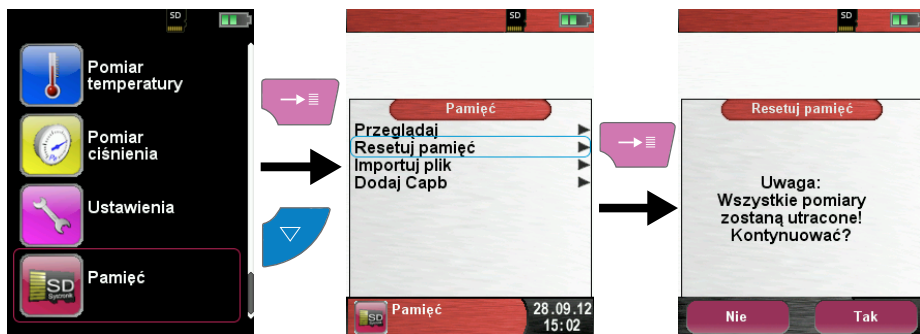 SD
Pomiar
temperatury
Pomiar
ciśnienia
Ustawienia
SD
Pamięć
SD
Pamięć
Przeglądaj
Resetuj pamięć
Importuj plik
Dodaj Capb
SD
Pamięć
28.09.12
15:02
SD
Resetuj pamięć
Uwaga:
Wszystkie pomiary
zostaną utracone!
Kontynuować?
Nie
Tak